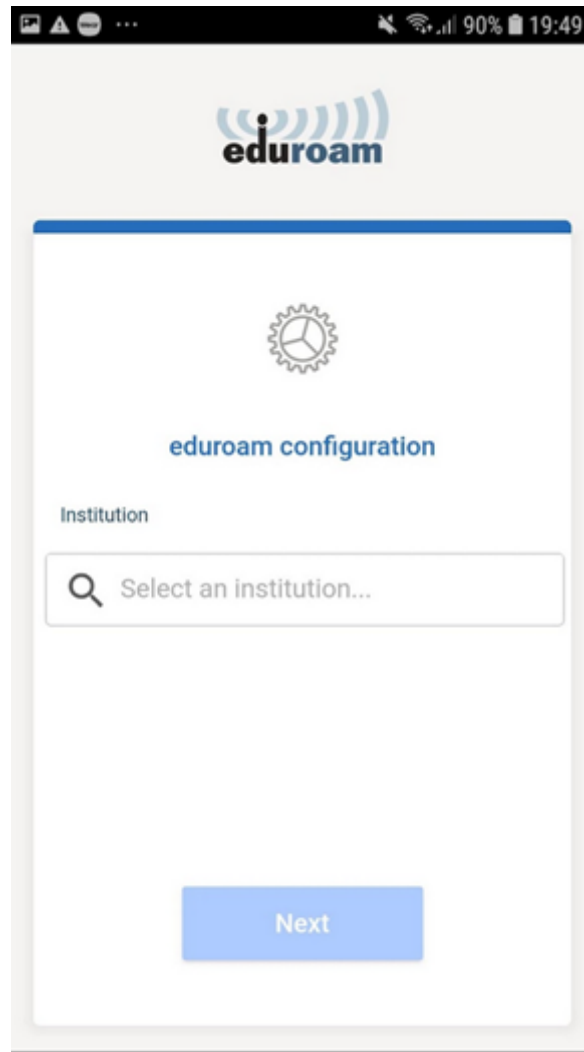 ... 90% 19:49
eduroam
eduroam configuration
Institution
Select an institution...
Next